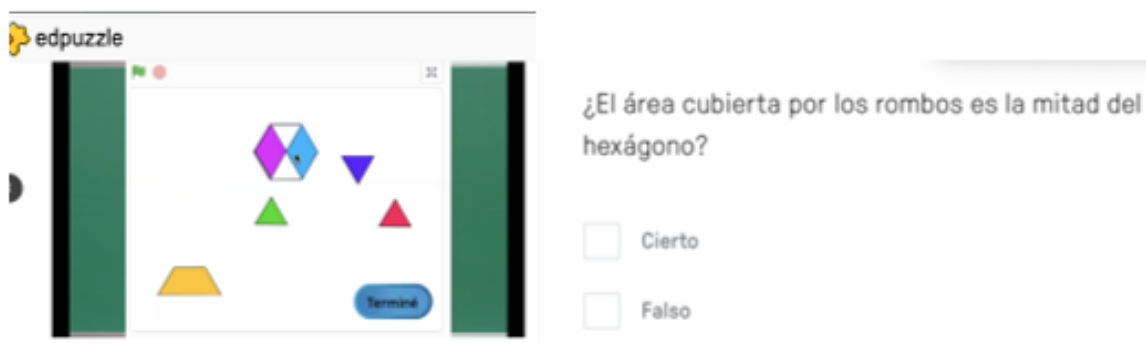 edpuzzle
Terminé
¿El área cubierta por los rombos es la mitad del
hexágono?
Cierto
Falso